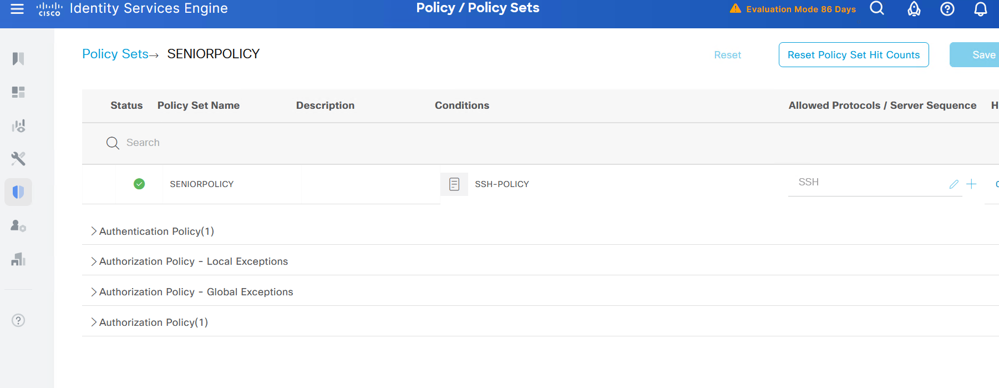 CISCO Identity Services Engine
Policy / Policy Sets
Evaluation Mode 86 Days
Policy Sets→ SENIORPOLICY
Reset
Reset Policy Set Hit Counts
Save
Status Policy Set Name Description Conditions Allowed Protocols / Server Sequence H
Search
SENIORPOLICY SSH-POLICY SSH
Authentication Policy(1)
Authorization Policy - Local Exceptions
Authorization Policy - Global Exceptions
Authorization Policy(1)